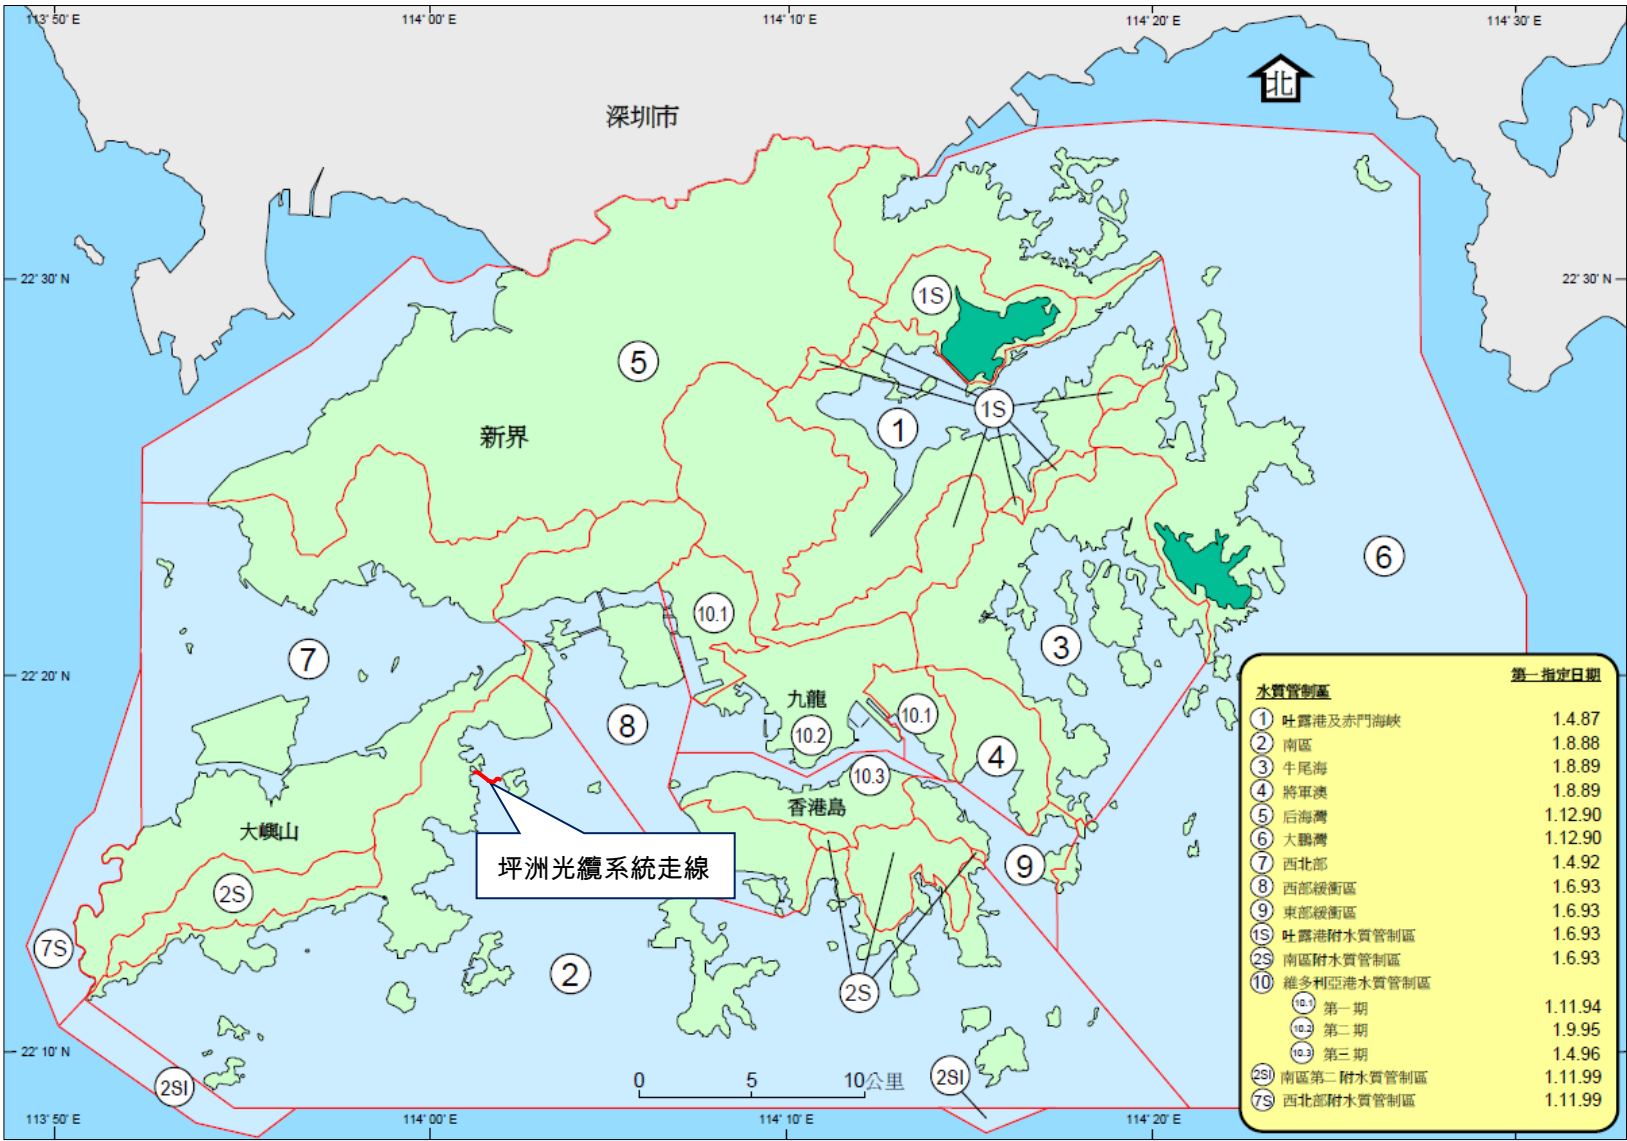 113° 50' E
114° 00' E
114° 10' E
114° 20' E
114° 30' E
北
深圳市
22° 30' N
22° 30' N
1S
5
1S
1
新界
6
10.1
3
7
22° 20' N
九龍
8
10.1
10.2
4
10.3
香港島
大嶼山
坪洲光纜系統走線
9
2S
7S
2
2S
22° 10' N
2SI
2SI
0 5 10公里
113° 50' E
114° 00' E
114° 10' E
114° 20' E
第一指定日期
水質管制區
1 吐露港及赤門海峽 1.4.87
2 南區 1.8.88
3 牛尾海 1.8.89
4 將軍澳 1.8.89
5 后海灣 1.12.90
6 大鵬灣 1.12.90
7 西北部 1.4.92
8 西部緩衝區 1.6.93
9 東部緩衝區 1.6.93
1S 吐露港附水質管制區 1.6.93
2S 南區附水質管制區 1.6.93
10 維多利亞港水質管制區
10.1 第一期 1.11.94
10.2 第二期 1.9.95
10.3 第三期 1.4.96
2SI 南區第二附水質管制區 1.11.99
7S 西北部附水質管制區 1.11.99